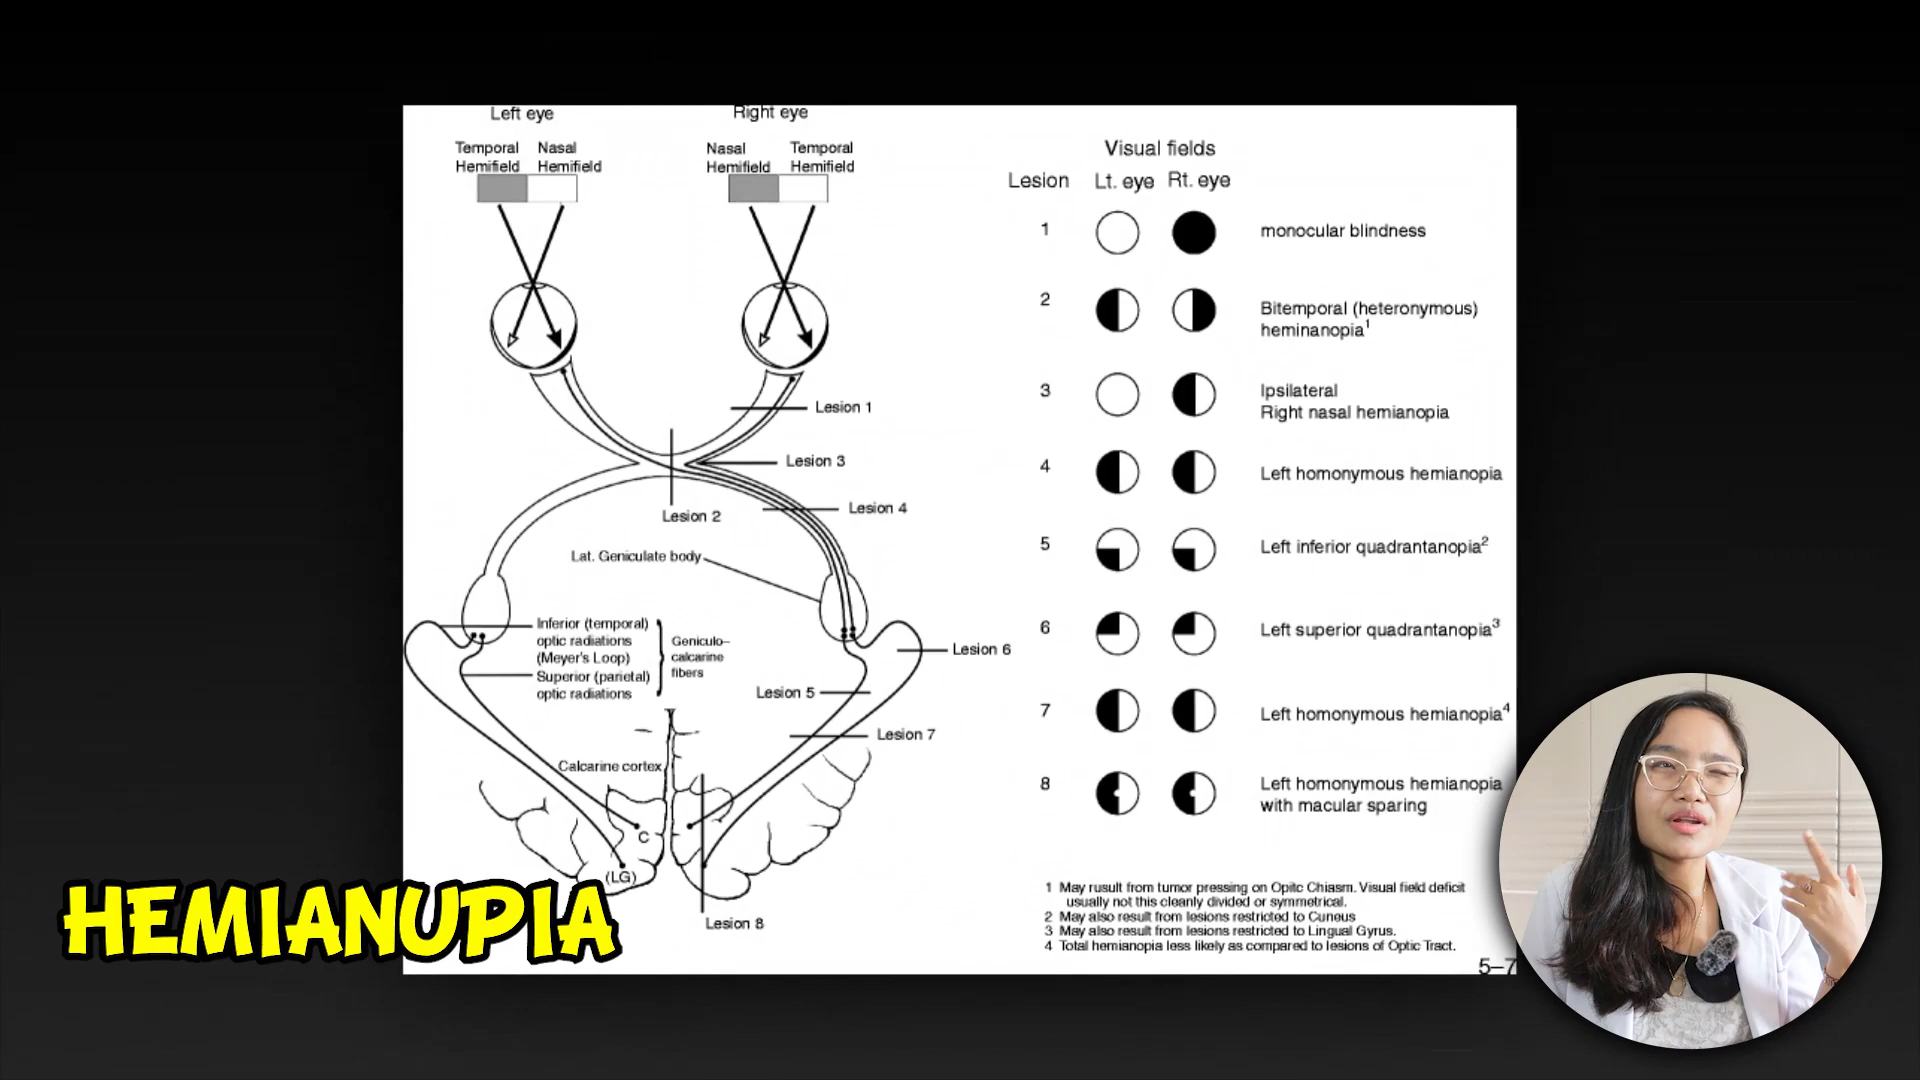 Left eye
Right eye
Temporal Nasal
Hemifield Hemifield
Nasal Temporal
Hemifield Hemifield
Lesion 1
Lesion 3
Lesion 2
Lesion 4
Lat. Geniculate body
Inferior (temporal)
optic radiations
(Meyer's Loop)
Superior (parietal)
optic radiations
Geniculo–
calcarine
fibers
Lesion 6
Lesion 5
Lesion 7
Calcarine cortex
C
(LG)
Lesion 8
Visual fields
Lesion Lt. eye Rt. eye
1 monocular blindness
2 Bitemporal (heteronymous)
heminanopia1
3 Ipsilateral
Right nasal hemianopia
4 Left homonymous hemianopia
5 Left inferior quadrantanopia2
6 Left superior quadrantanopia3
7 Left homonymous hemianopia4
8 Left homonymous hemianopia
with macular sparing
1 May rusult from tumor pressing on Opitc Chiasm. Visual field deficit
usually not this cleanly divided or symmetrical.
2 May also result from lesions restricted to Cuneus
3 May also result from lesions restricted to Lingual Gyrus.
4 Total hemianopia less likely as compared to lesions of Optic Tract.
5–7
HEMIANUPIA